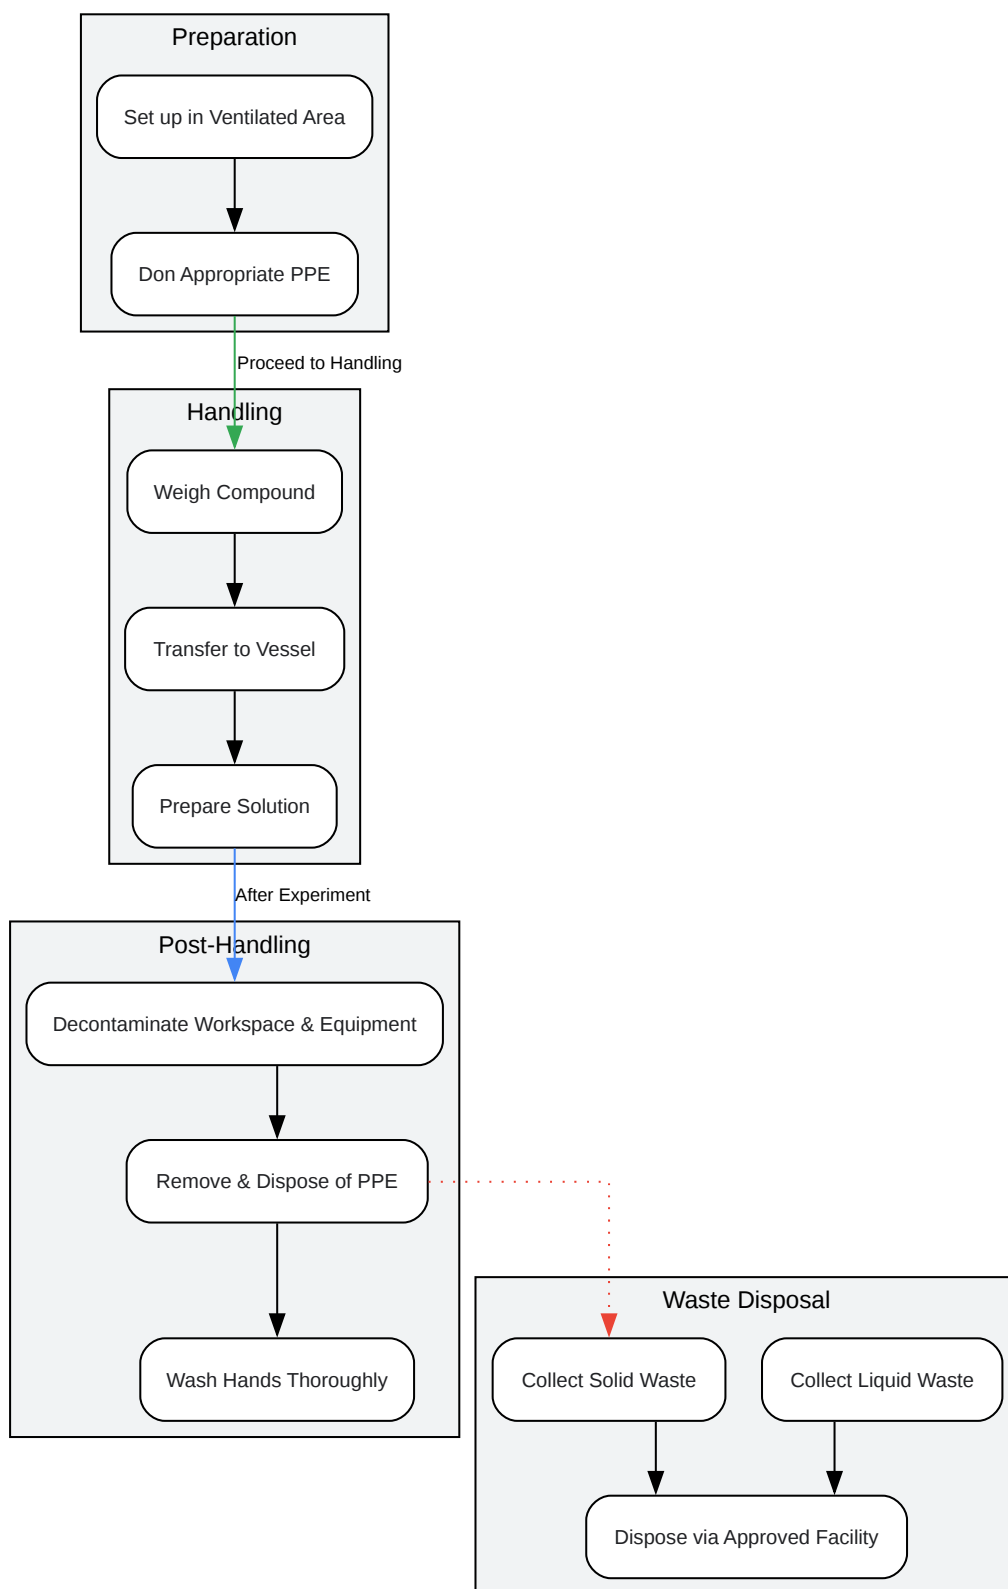 Preparation
Set up in Ventilated Area
Don Appropriate PPE
Proceed to Handling
Handling
Weigh Compound
Transfer to Vessel
Prepare Solution
After Experiment
Post-Handling
Decontaminate Workspace & Equipment
Remove & Dispose of PPE
Wash Hands Thoroughly
Waste Disposal
Collect Solid Waste
Collect Liquid Waste
Dispose via Approved Facility